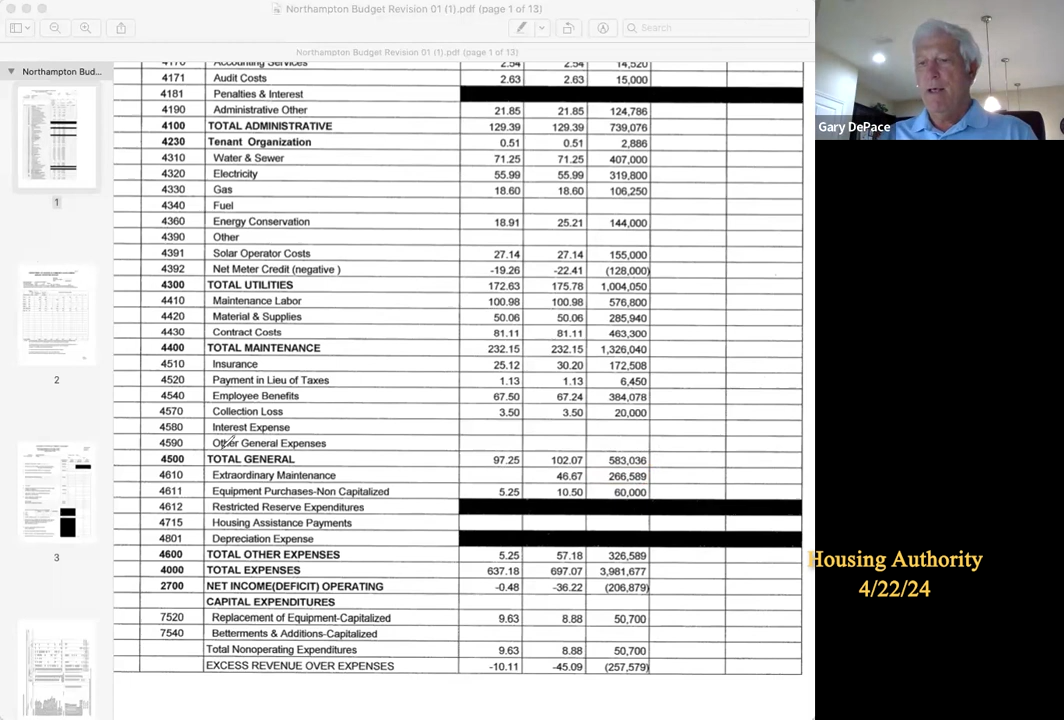 Northampton Budget Revision 01 (1).pdf (page 1 of 13)
Search
Northampton Budget Revision 01 (1).pdf (page 1 of 13)
Northampton Bud...
1
2
3
4170 Accounting Services 2.54 2.54 14,520
4171 Audit Costs 2.63 2.63 15,000
4181 Penalties & Interest
4190 Administrative Other 21.85 21.85 124,786
4100 TOTAL ADMINISTRATIVE 129.39 129.39 739,076
4230 Tenant Organization 0.51 0.51 2,886
4310 Water & Sewer 71.25 71.25 407,000
4320 Electricity 55.99 55.99 319,800
4330 Gas 18.60 18.60 106,250
4340 Fuel
4360 Energy Conservation 18.91 25.21 144,000
4390 Other
4391 Solar Operator Costs 27.14 27.14 155,000
4392 Net Meter Credit (negative ) -19.26 -22.41 (128,000)
4300 TOTAL UTILITIES 172.63 175.78 1,004,050
4410 Maintenance Labor 100.98 100.98 576,800
4420 Material & Supplies 50.06 50.06 285,940
4430 Contract Costs 81.11 81.11 463,300
4400 TOTAL MAINTENANCE 232.15 232.15 1,326,040
4510 Insurance 25.12 30.20 172,508
4520 Payment in Lieu of Taxes 1.13 1.13 6,450
4540 Employee Benefits 67.50 67.24 384,078
4570 Collection Loss 3.50 3.50 20,000
4580 Interest Expense
4590 Other General Expenses
4500 TOTAL GENERAL 97.25 102.07 583,036
4610 Extraordinary Maintenance 46.67 266,589
4611 Equipment Purchases-Non Capitalized 5.25 10.50 60,000
4612 Restricted Reserve Expenditures
4715 Housing Assistance Payments
4801 Depreciation Expense
4600 TOTAL OTHER EXPENSES 5.25 57.18 326,589
4000 TOTAL EXPENSES 637.18 697.07 3,981,677
2700 NET INCOME(DEFICIT) OPERATING -0.48 -36.22 (206,879)
CAPITAL EXPENDITURES
7520 Replacement of Equipment-Capitalized 9.63 8.88 50,700
7540 Betterments & Additions-Capitalized
Total Nonoperating Expenditures 9.63 8.88 50,700
EXCESS REVENUE OVER EXPENSES -10.11 -45.09 (257,579)
Gary DePace
Housing Authority
4/22/24